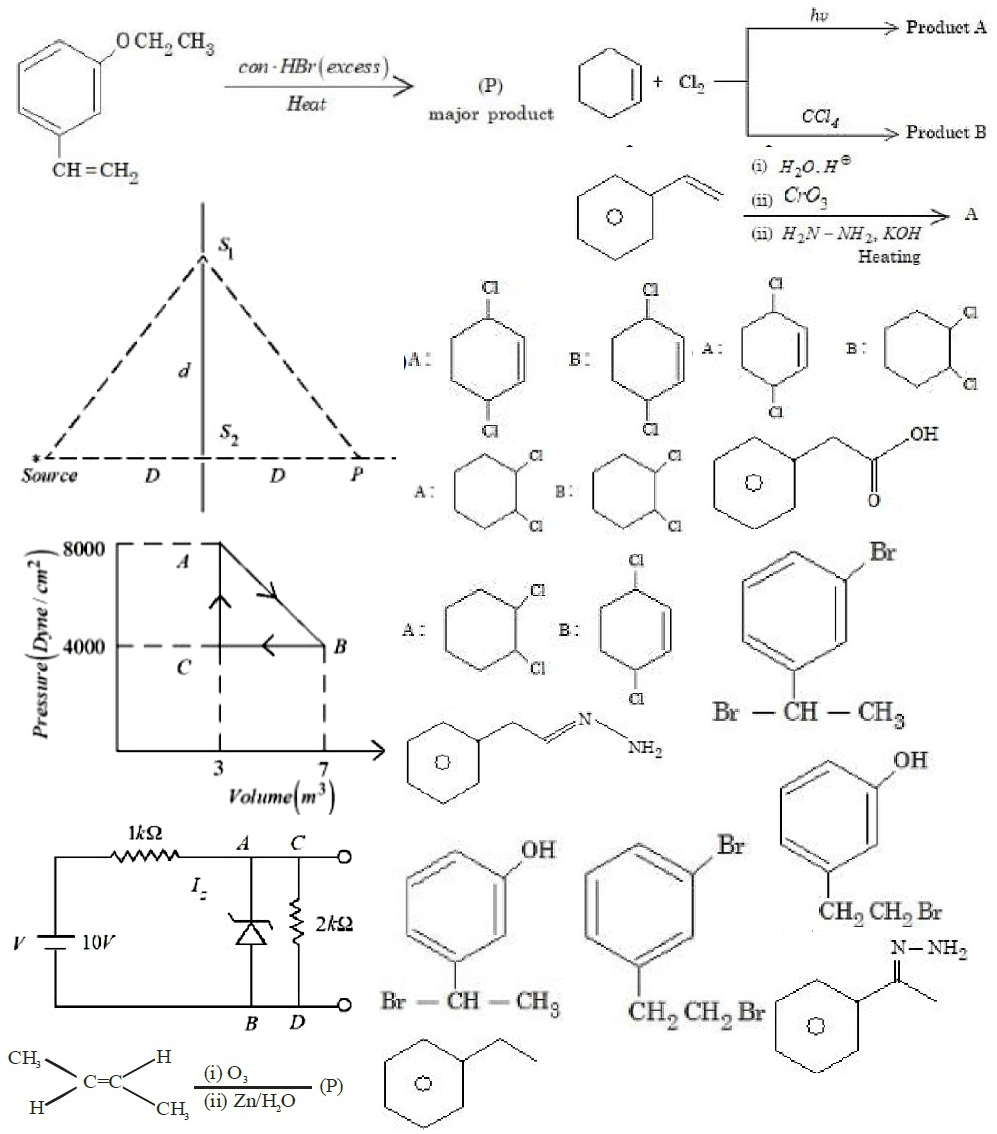 O CH2 CH3
con·HBr(excess)
Heat
(P)
major product
CH=CH2
+ Cl2
hν
Product A
CCl4
Product B
(i) H2O.H⊕
(ii) CrO3
(ii) H2N–NH2, KOH
Heating
A
S1
d
S2
*
Source
D
D
P
)A:
Cl
Cl
B:
Cl
Cl
A:
Cl
Cl
B:
Cl
Cl
A:
Cl
Cl
B:
Cl
Cl
OH
O
Pressure(Dyne/cm2)
8000
A
4000
C
B
3
7
Volume(m3)
A:
Cl
Cl
B:
Cl
Cl
Br
Br — CH — CH3
N
NH2
1kΩ
A
C
Iz
V
10V
2kΩ
B
D
OH
Br — CH — CH3
Br
CH2 CH2 Br
OH
CH2 CH2 Br
N–NH2
CH3
H
C=C
H
CH3
(i) O3
(ii) Zn/H2O
(P)